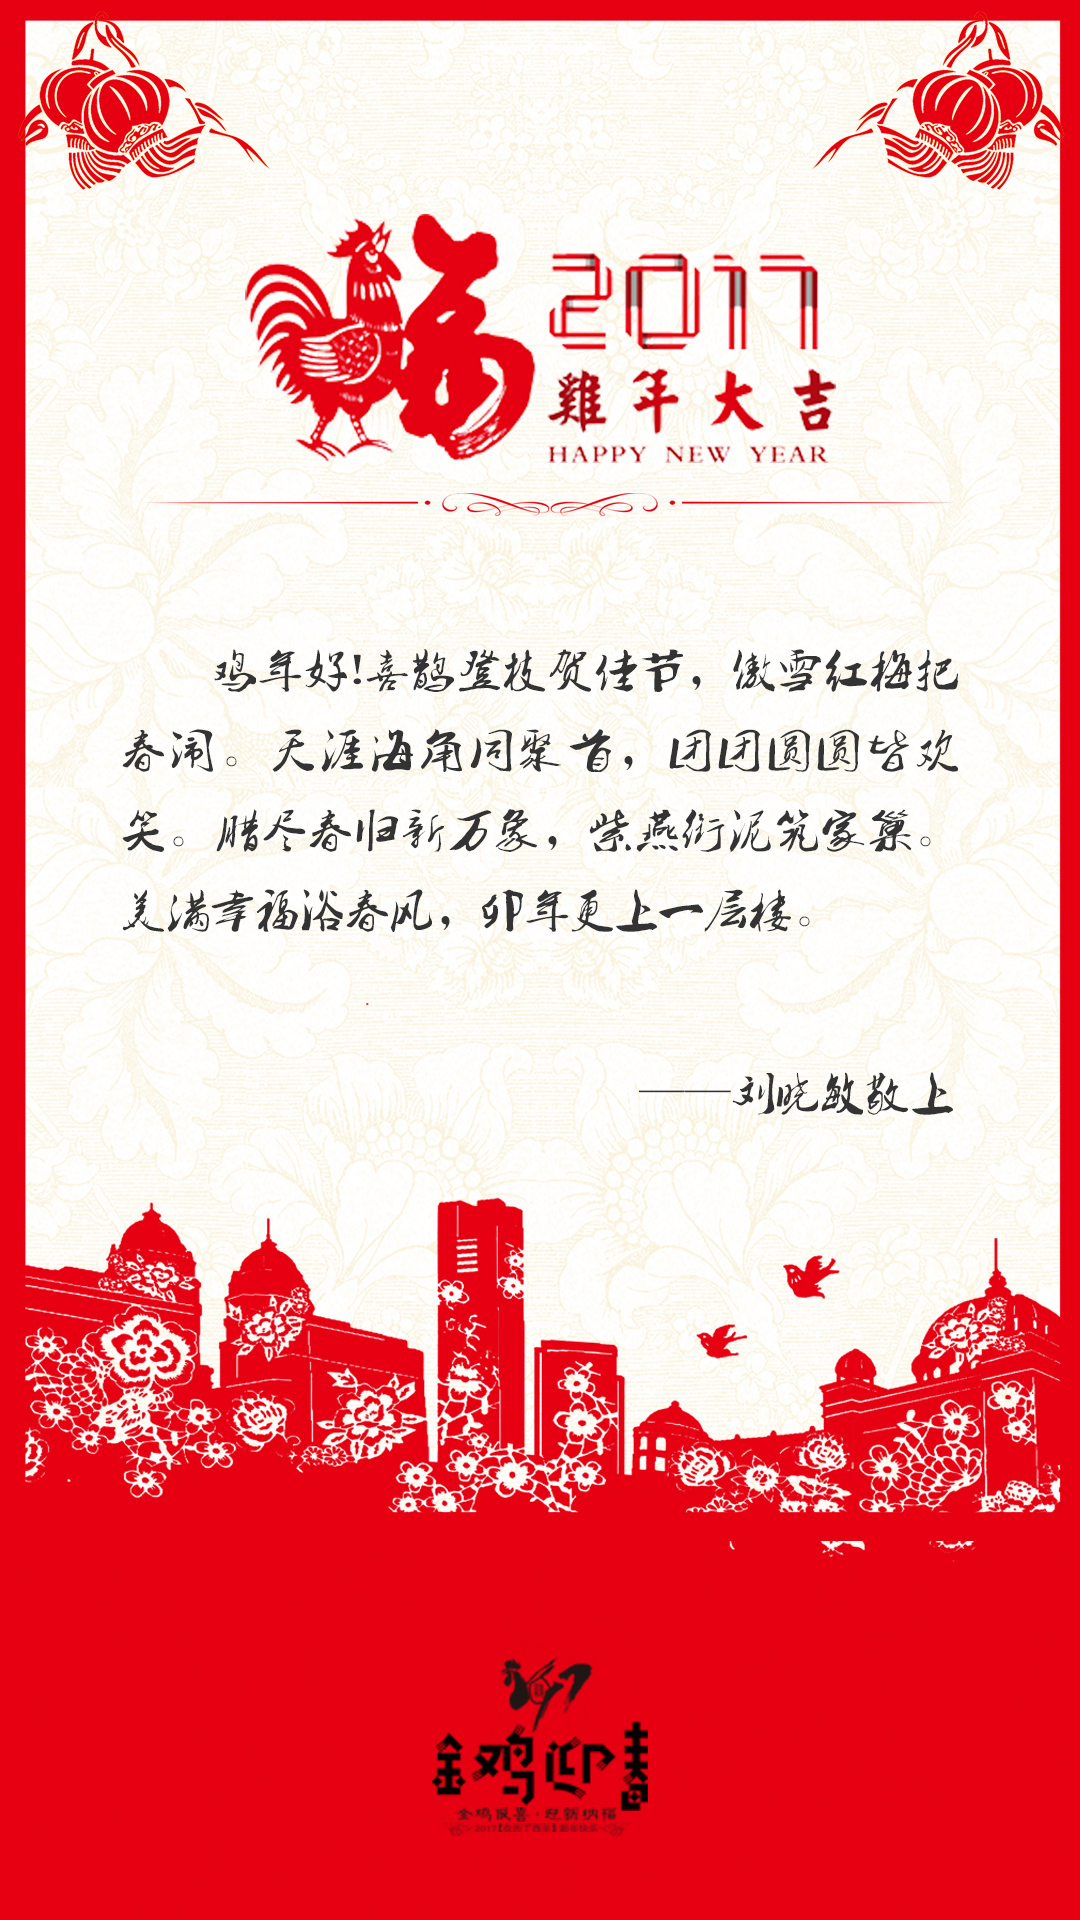 福
2017
雞年大吉
HAPPY NEW YEAR
鸡年好!喜鹊登枝贺佳节，傲雪红梅把
春闹。天涯海角同聚首，团团圆圆皆欢
笑。腊尽春归新万象，紫燕衔泥筑家巢。
美满幸福浴春风，卯年更上一层楼。
——刘晓敏敬上
金鸡迎春
金鸡报喜·迎新纳福